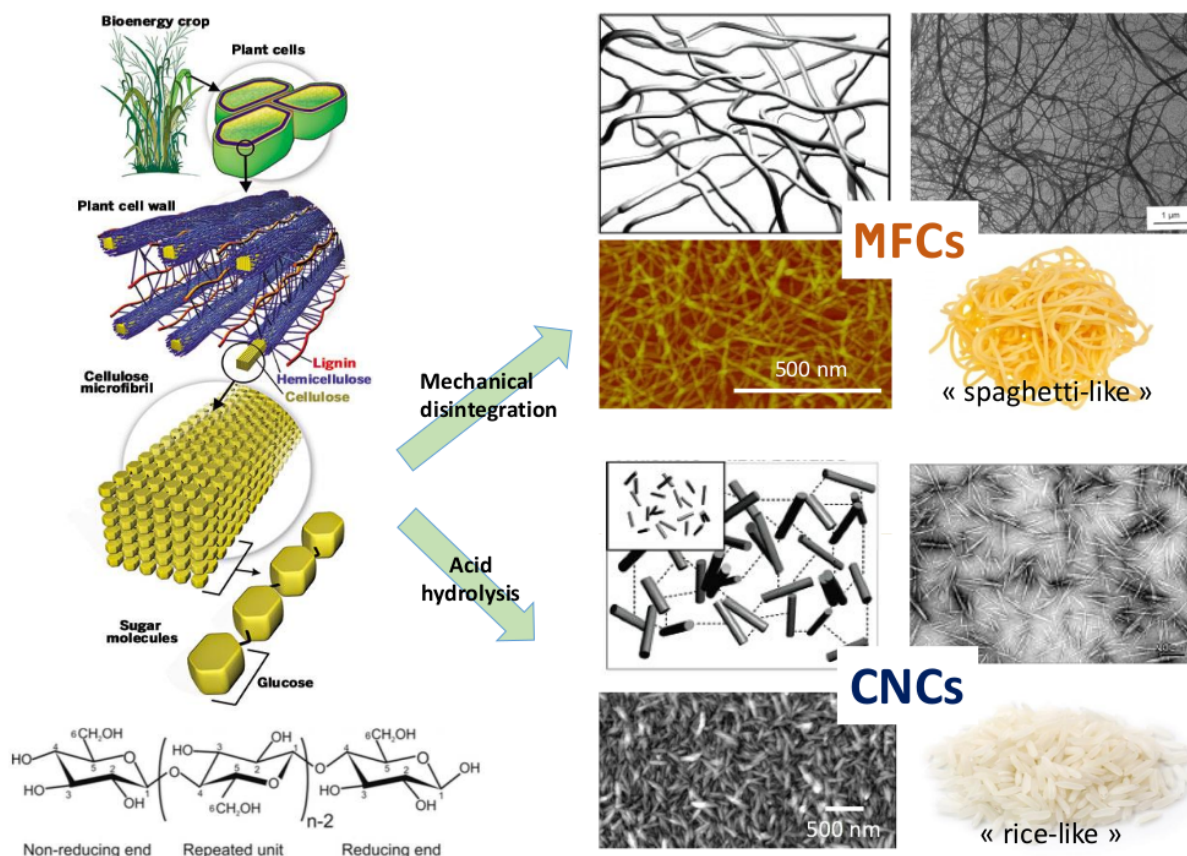 Bioenergy crop
Plant cells
Plant cell wall
Lignin
Hemicellulose
Cellulose
Cellulose
microfibril
Sugar
molecules
Glucose
Mechanical
disintegration
Acid
hydrolysis
1 µm
MFCs
500 nm
« spaghetti-like »
CNCs
500 nm
« rice-like »
6CH₂OH
OH
6CH₂OH
HO
4
5
HO
2
3
OH
1
O
O
3
HO
4
2
5
1
O
6CH₂OH
n-2
O
4
5
HO
2
3
OH
1
OH
Non-reducing end
Repeated unit
Reducing end